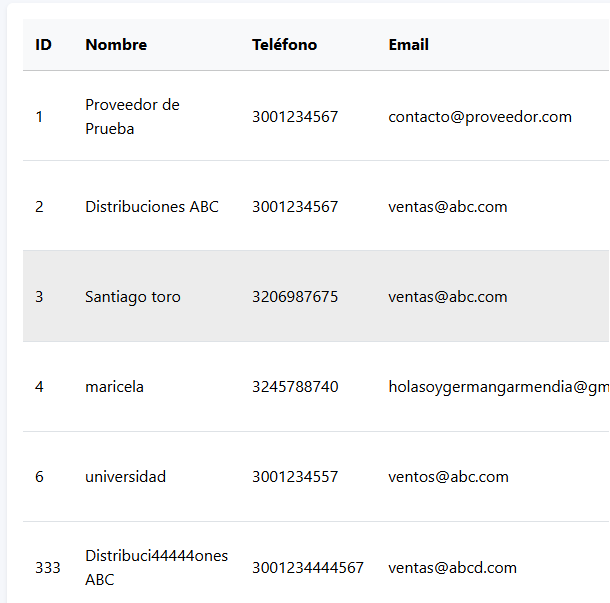 ID Nombre Teléfono Email
1 Proveedor de Prueba 3001234567 contacto@proveedor.com
2 Distribuciones ABC 3001234567 ventas@abc.com
3 Santiago toro 3206987675 ventas@abc.com
4 maricela 3245788740 holasoygermangarmendia@gm
6 universidad 3001234557 ventos@abc.com
333 Distribuci44444ones ABC 3001234444567 ventas@abcd.com